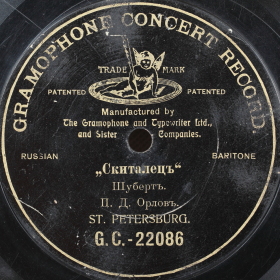 GRAMOPHONE CONCERT RECORD.
TRADE MARK
PATENTED PATENTED
Manufactured by
The Gramophone and Typewriter Ltd.,
and Sister Companies.
RUSSIAN BARITONE
„Скиталецъ“
Шубертъ.
П. Д. Орловъ.
ST. PETERSBURG.
G.C.-22086